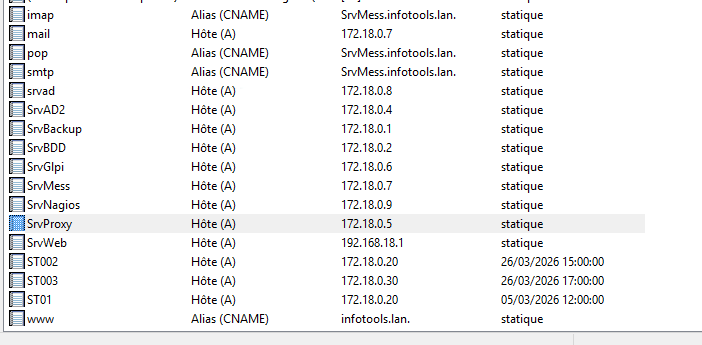 imap Alias (CNAME) SrvMess.infotools.lan. statique
mail Hôte (A) 172.18.0.7 statique
pop Alias (CNAME) SrvMess.infotools.lan. statique
smtp Alias (CNAME) SrvMess.infotools.lan. statique
srvad Hôte (A) 172.18.0.8 statique
SrvAD2 Hôte (A) 172.18.0.4 statique
SrvBackup Hôte (A) 172.18.0.1 statique
SrvBDD Hôte (A) 172.18.0.2 statique
SrvGlpi Hôte (A) 172.18.0.6 statique
SrvMess Hôte (A) 172.18.0.7 statique
SrvNagios Hôte (A) 172.18.0.9 statique
SrvProxy Hôte (A) 172.18.0.5 statique
SrvWeb Hôte (A) 192.168.18.1 statique
ST002 Hôte (A) 172.18.0.20 26/03/2026 15:00:00
ST003 Hôte (A) 172.18.0.30 26/03/2026 17:00:00
ST01 Hôte (A) 172.18.0.20 05/03/2026 12:00:00
www Alias (CNAME) infotools.lan. statique